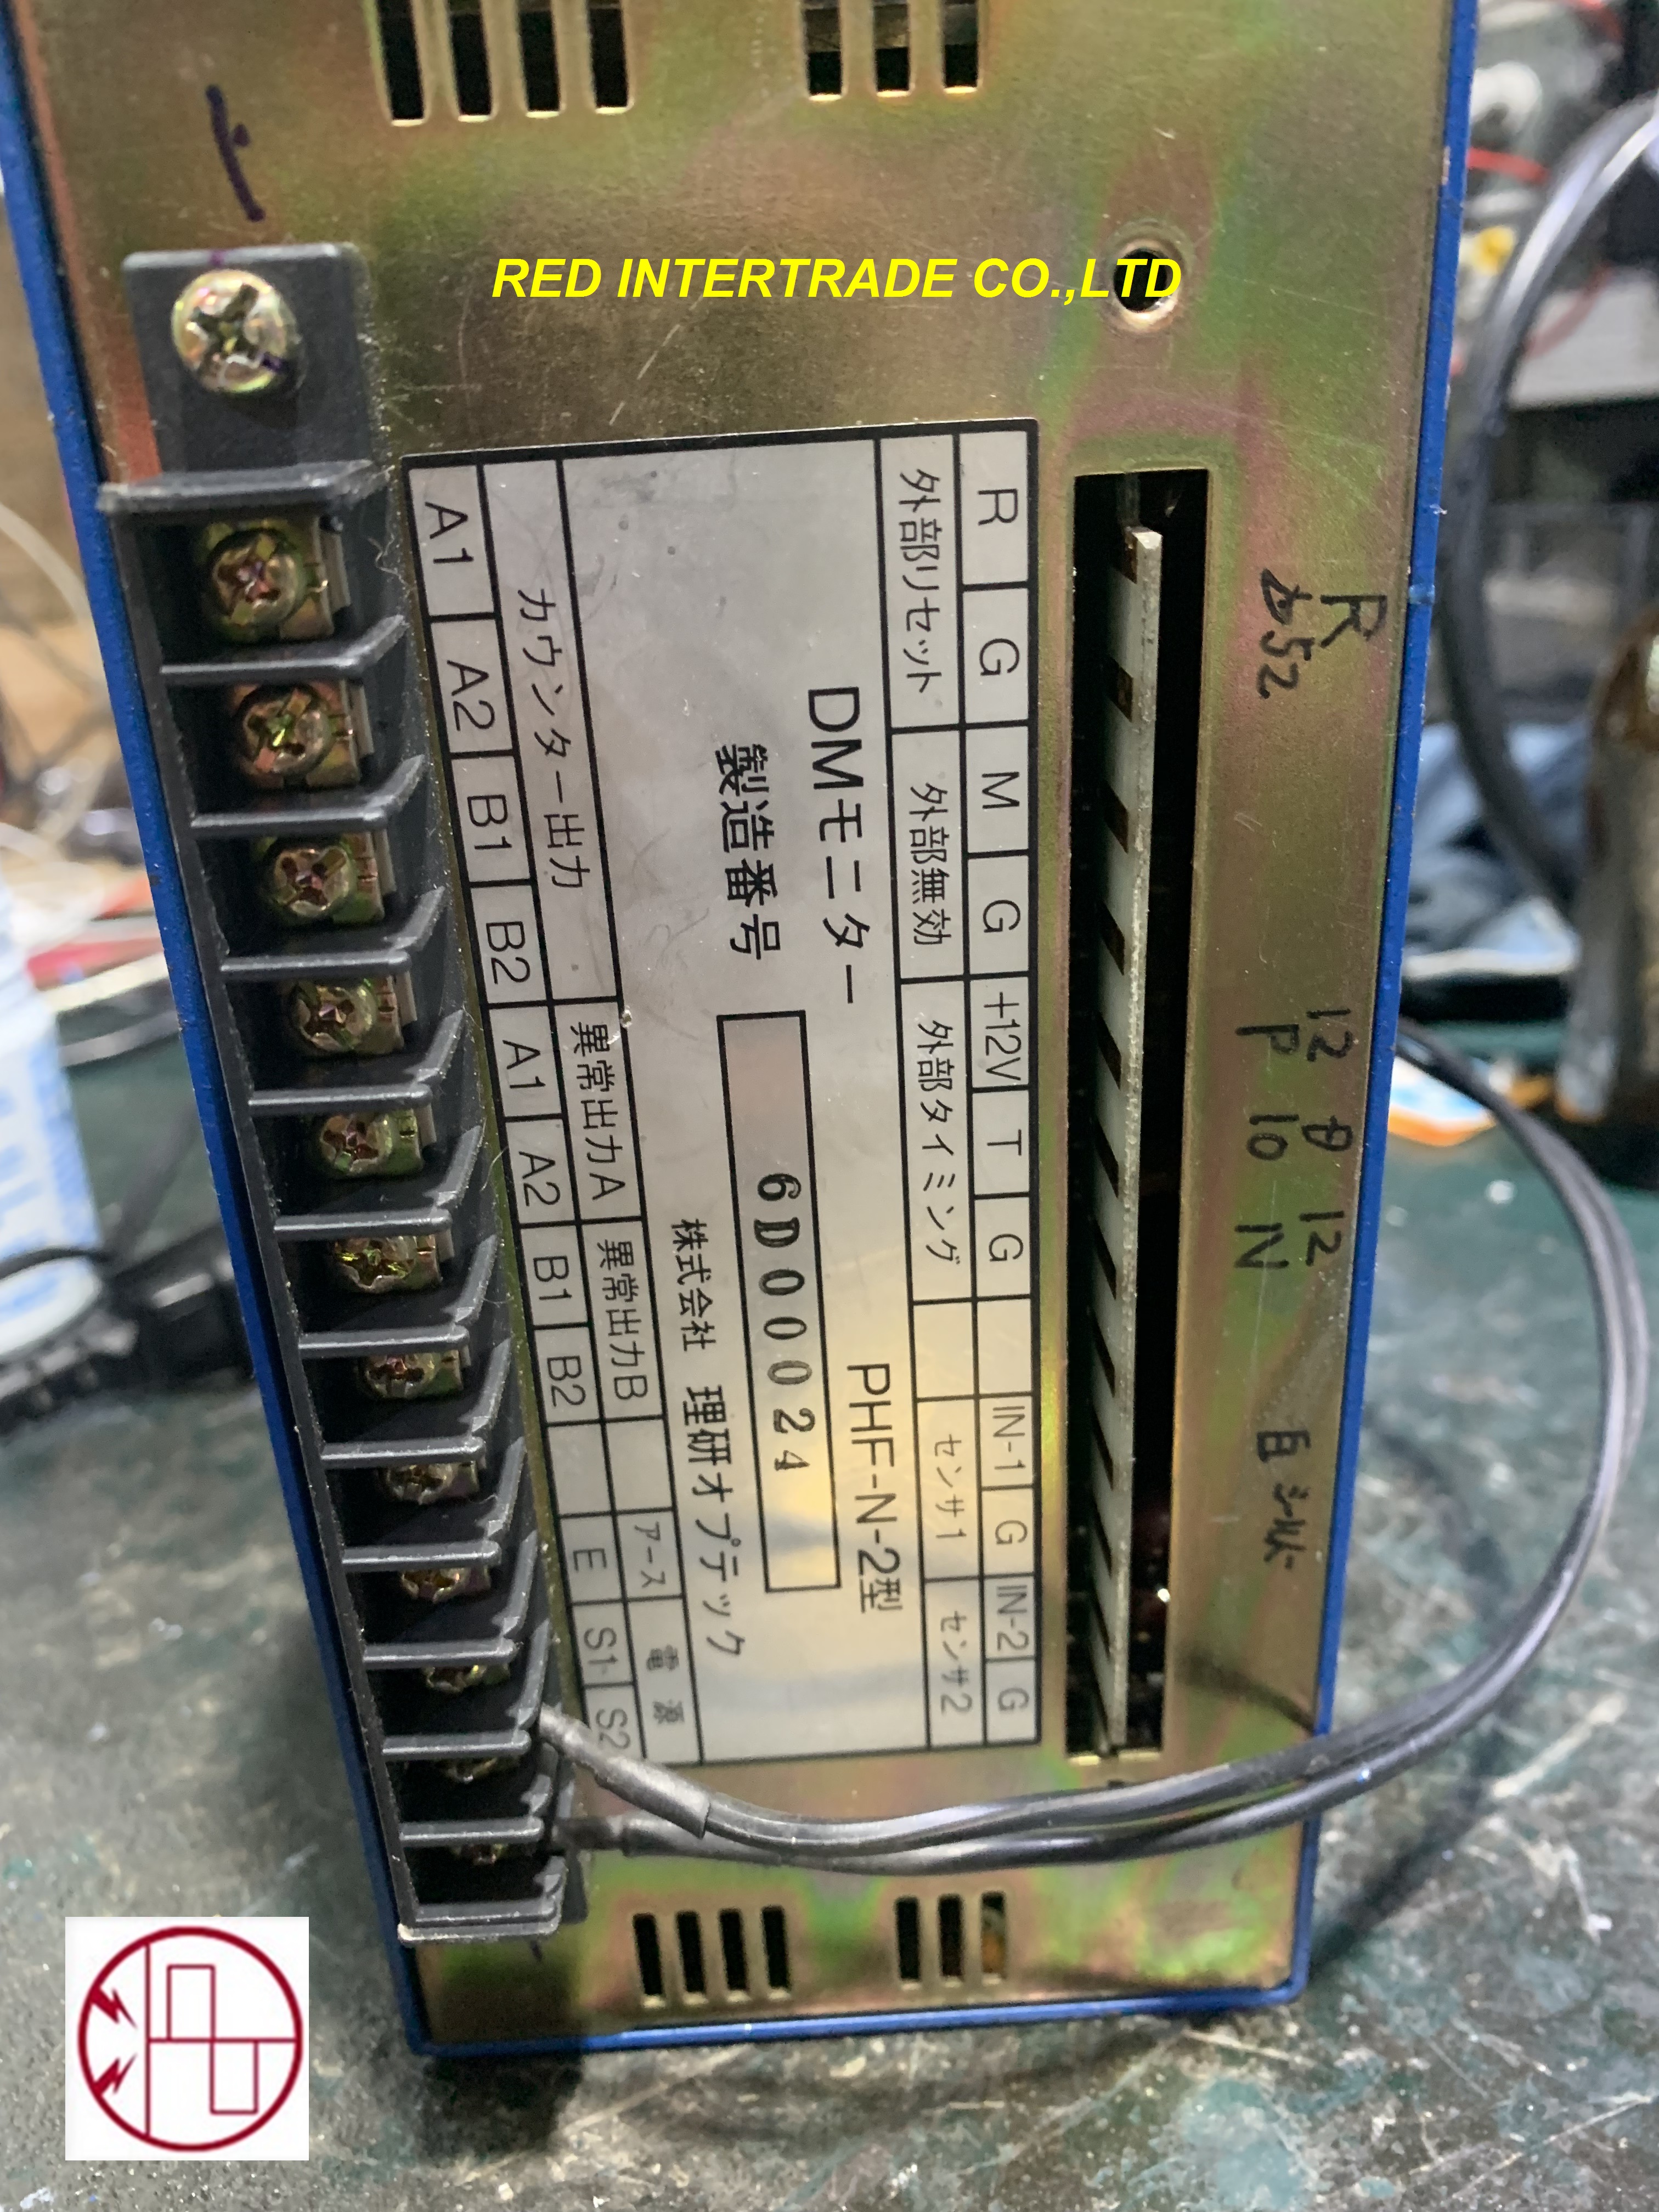 RED INTERTRADE CO.,LTD
R G M G +12V T G IN-1 G IN-2 G
外部リセット 外部無効 外部タイミング センサ1 センサ2
DMモニター PHF-N-2型
製造番号 6D00024
株式会社 理研オプテック
カウンター出力 異常出力A 異常出力B アース 電源
A1 A2 B1 B2 A1 A2 B1 B2 E S1 S2
R
12
12
P 10 IN